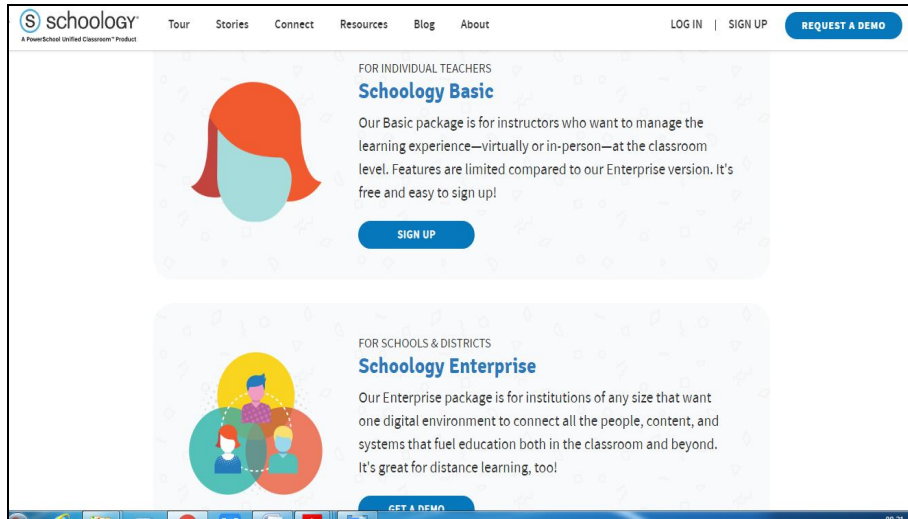 S schoology
A PowerSchool Unified Classroom™ Product
Tour Stories Connect Resources Blog About LOG IN | SIGN UP REQUEST A DEMO
FOR INDIVIDUAL TEACHERS
Schoology Basic
Our Basic package is for instructors who want to manage the
learning experience—virtually or in-person—at the classroom
level. Features are limited compared to our Enterprise version. It's
free and easy to sign up!
SIGN UP
FOR SCHOOLS & DISTRICTS
Schoology Enterprise
Our Enterprise package is for institutions of any size that want
one digital environment to connect all the people, content, and
systems that fuel education both in the classroom and beyond.
It's great for distance learning, too!
GET A DEMO